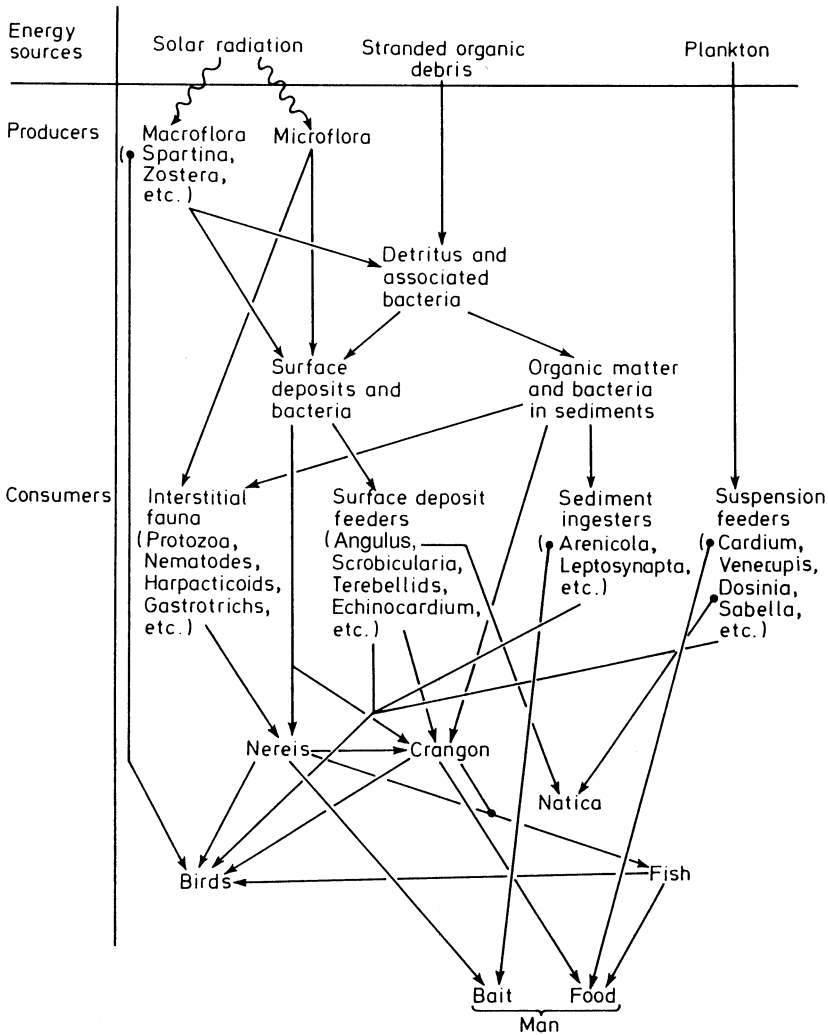 Energy
sources
Solar radiation
Stranded organic
debris
Plankton
Producers
Macroflora
(Spartina,
Zostera,
etc.)
Microflora
Detritus and
associated
bacteria
Surface
deposits and
bacteria
Organic matter
and bacteria
in sediments
Consumers
Interstitial
fauna
(Protozoa,
Nematodes,
Harpacticoids,
Gastrotrichs,
etc.)
Surface deposit
feeders
(Angulus,
Scrobicularia,
Terebellids,
Echinocardium,
etc.)
Sediment
ingesters
(Arenicola,
Leptosynapta,
etc.)
Suspension
feeders
(Cardium,
Venerupis,
Dosinia,
Sabella,
etc.)
Nereis
Crangon
Natica
Birds
Fish
Bait
Food
Man